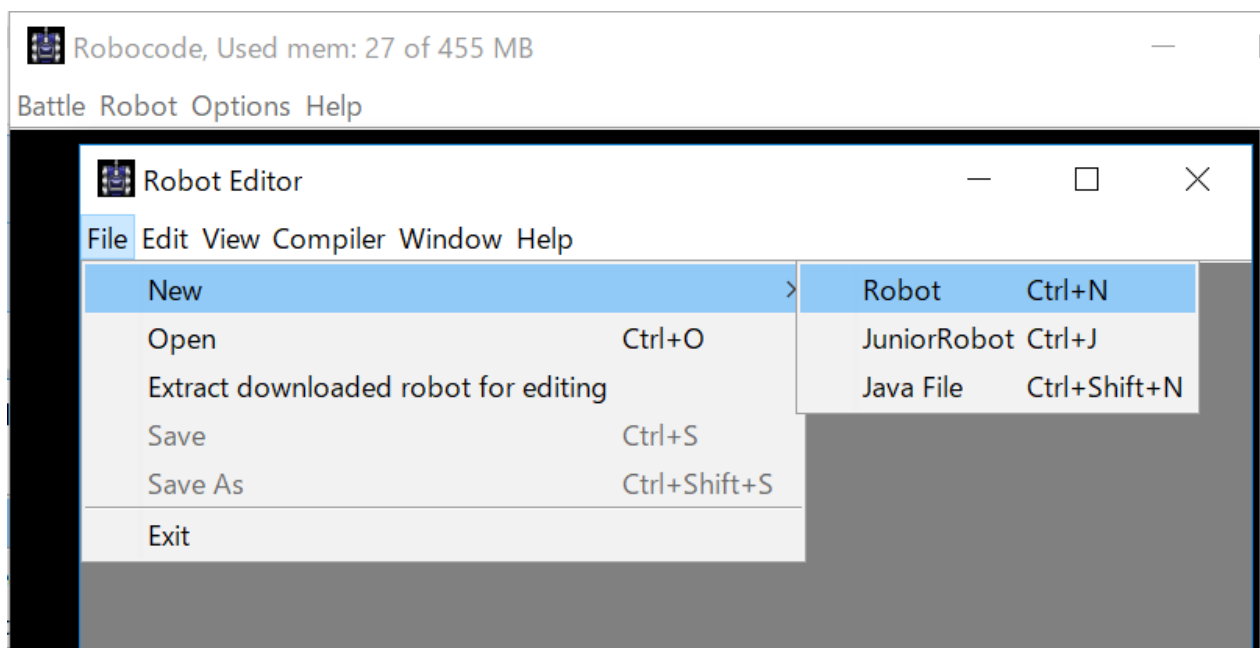 Robocode, Used mem: 27 of 455 MB
Battle Robot Options Help
Robot Editor
File Edit View Compiler Window Help
New Robot Ctrl+N
Open Ctrl+O JuniorRobot Ctrl+J
Extract downloaded robot for editing Java File Ctrl+Shift+N
Save Ctrl+S
Save As Ctrl+Shift+S
Exit